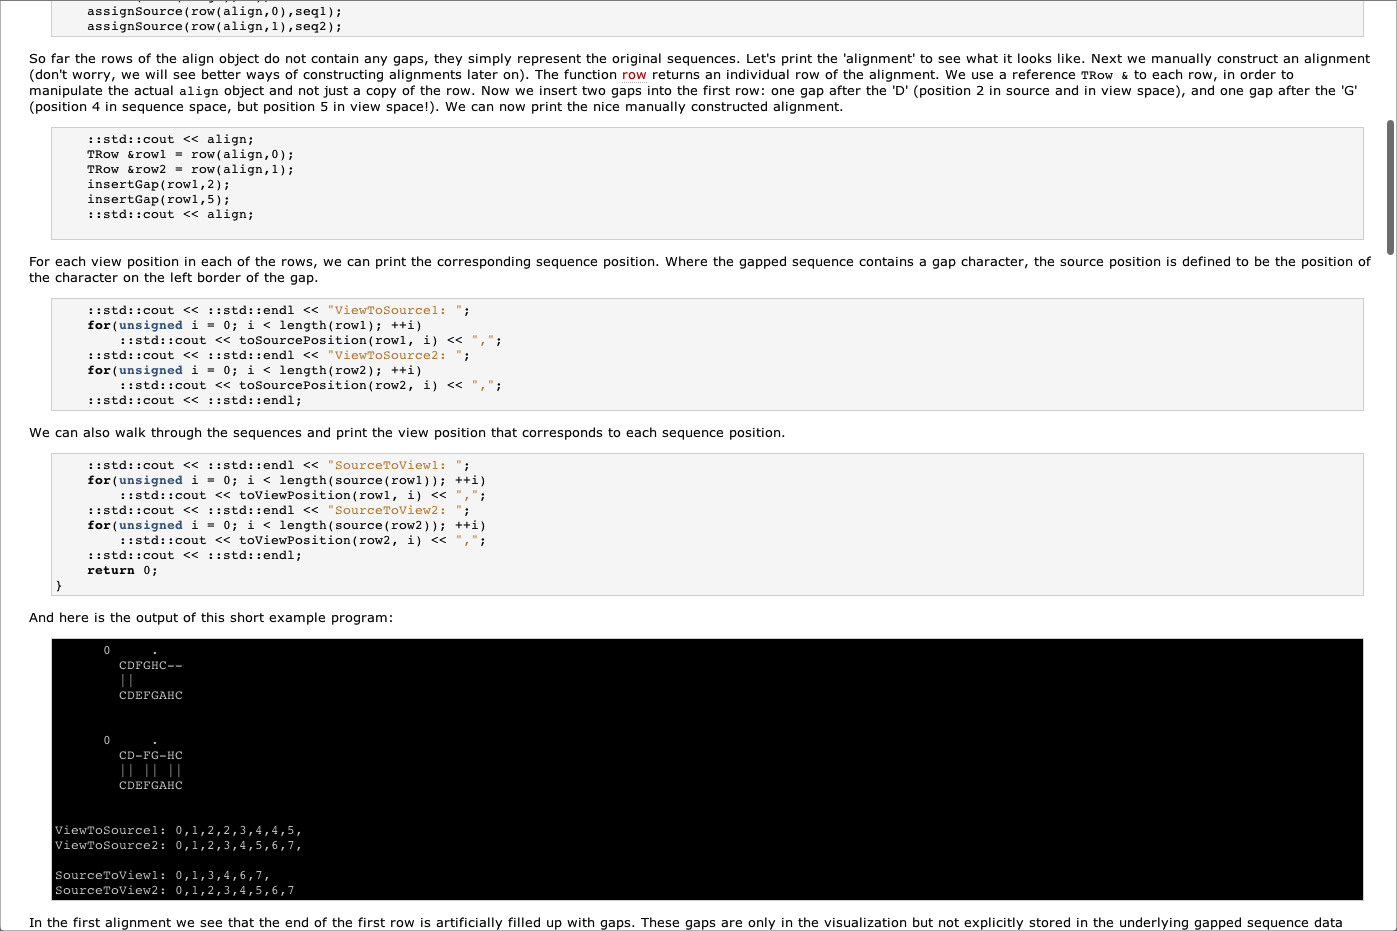 assignSource(row(align,0),seq1);
assignSource(row(align,1),seq2);
So far the rows of the align object do not contain any gaps, they simply represent the original sequences. Let's print the 'alignment' to see what it looks like. Next we manually construct an alignment
(don't worry, we will see better ways of constructing alignments later on). The function row returns an individual row of the alignment. We use a reference TRow & to each row, in order to
manipulate the actual align object and not just a copy of the row. Now we insert two gaps into the first row: one gap after the 'D' (position 2 in source and in view space), and one gap after the 'G'
(position 4 in sequence space, but position 5 in view space!). We can now print the nice manually constructed alignment.
::std::cout << align;
TRow &row1 = row(align,0);
TRow &row2 = row(align,1);
insertGap(row1,2);
insertGap(row1,5);
::std::cout << align;
For each view position in each of the rows, we can print the corresponding sequence position. Where the gapped sequence contains a gap character, the source position is defined to be the position of
the character on the left border of the gap.
::std::cout << ::std::endl << "ViewToSource1: ";
for(unsigned i = 0; i < length(row1); ++i)
::std::cout << toSourcePosition(row1, i) << ",";
::std::cout << ::std::endl << "ViewToSource2: ";
for(unsigned i = 0; i < length(row2); ++i)
::std::cout << toSourcePosition(row2, i) << ",";
::std::cout << ::std::endl;
We can also walk through the sequences and print the view position that corresponds to each sequence position.
::std::cout << ::std::endl << "SourceToView1: ";
for(unsigned i = 0; i < length(source(row1)); ++i)
::std::cout << toViewPosition(row1, i) << ",";
::std::cout << ::std::endl << "SourceToView2: ";
for(unsigned i = 0; i < length(source(row2)); ++i)
::std::cout << toViewPosition(row2, i) << ",";
::std::cout << ::std::endl;
return 0;
}
And here is the output of this short example program:
0     .
CDFGHC--
||
CDEFGAHC
0     .
CD-FG-HC
|| || ||
CDEFGAHC
ViewToSource1: 0,1,2,2,3,4,4,5,
ViewToSource2: 0,1,2,3,4,5,6,7,
SourceToView1: 0,1,3,4,6,7,
SourceToView2: 0,1,2,3,4,5,6,7
In the first alignment we see that the end of the first row is artificially filled up with gaps. These gaps are only in the visualization but not explicitly stored in the underlying gapped sequence data